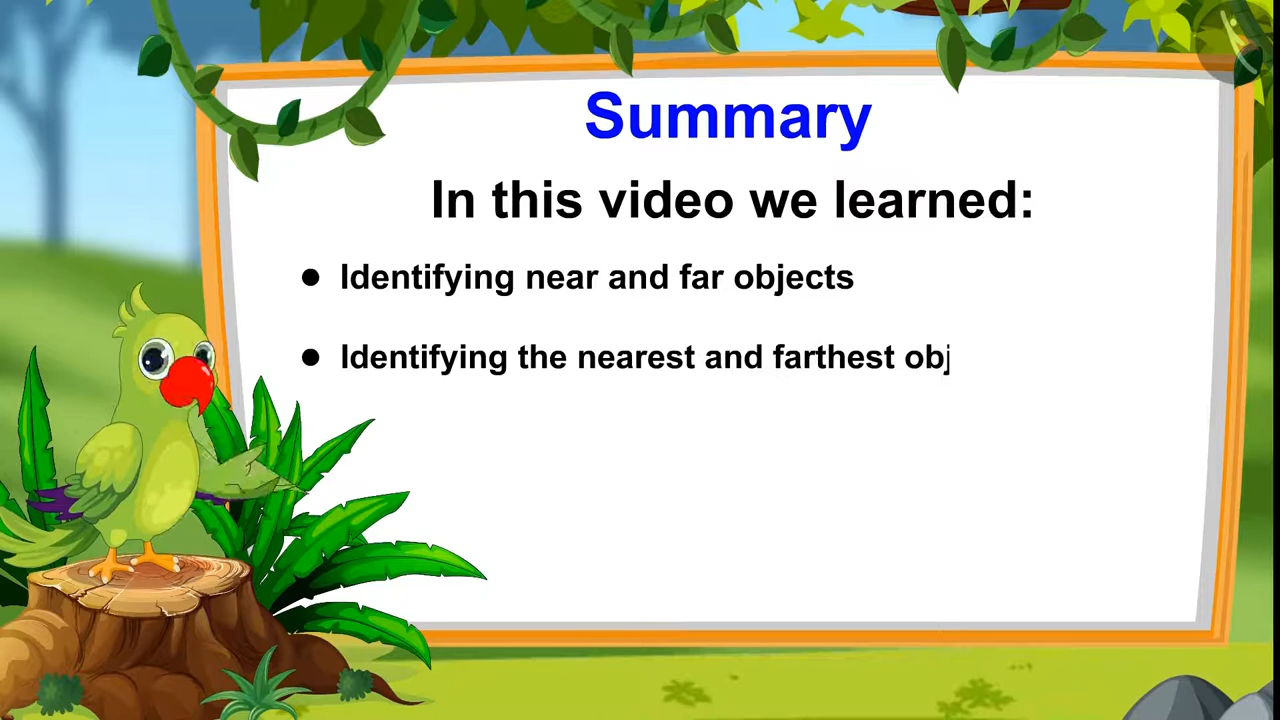 Summary
In this video we learned:
● Identifying near and far objects
● Identifying the nearest and farthest obj